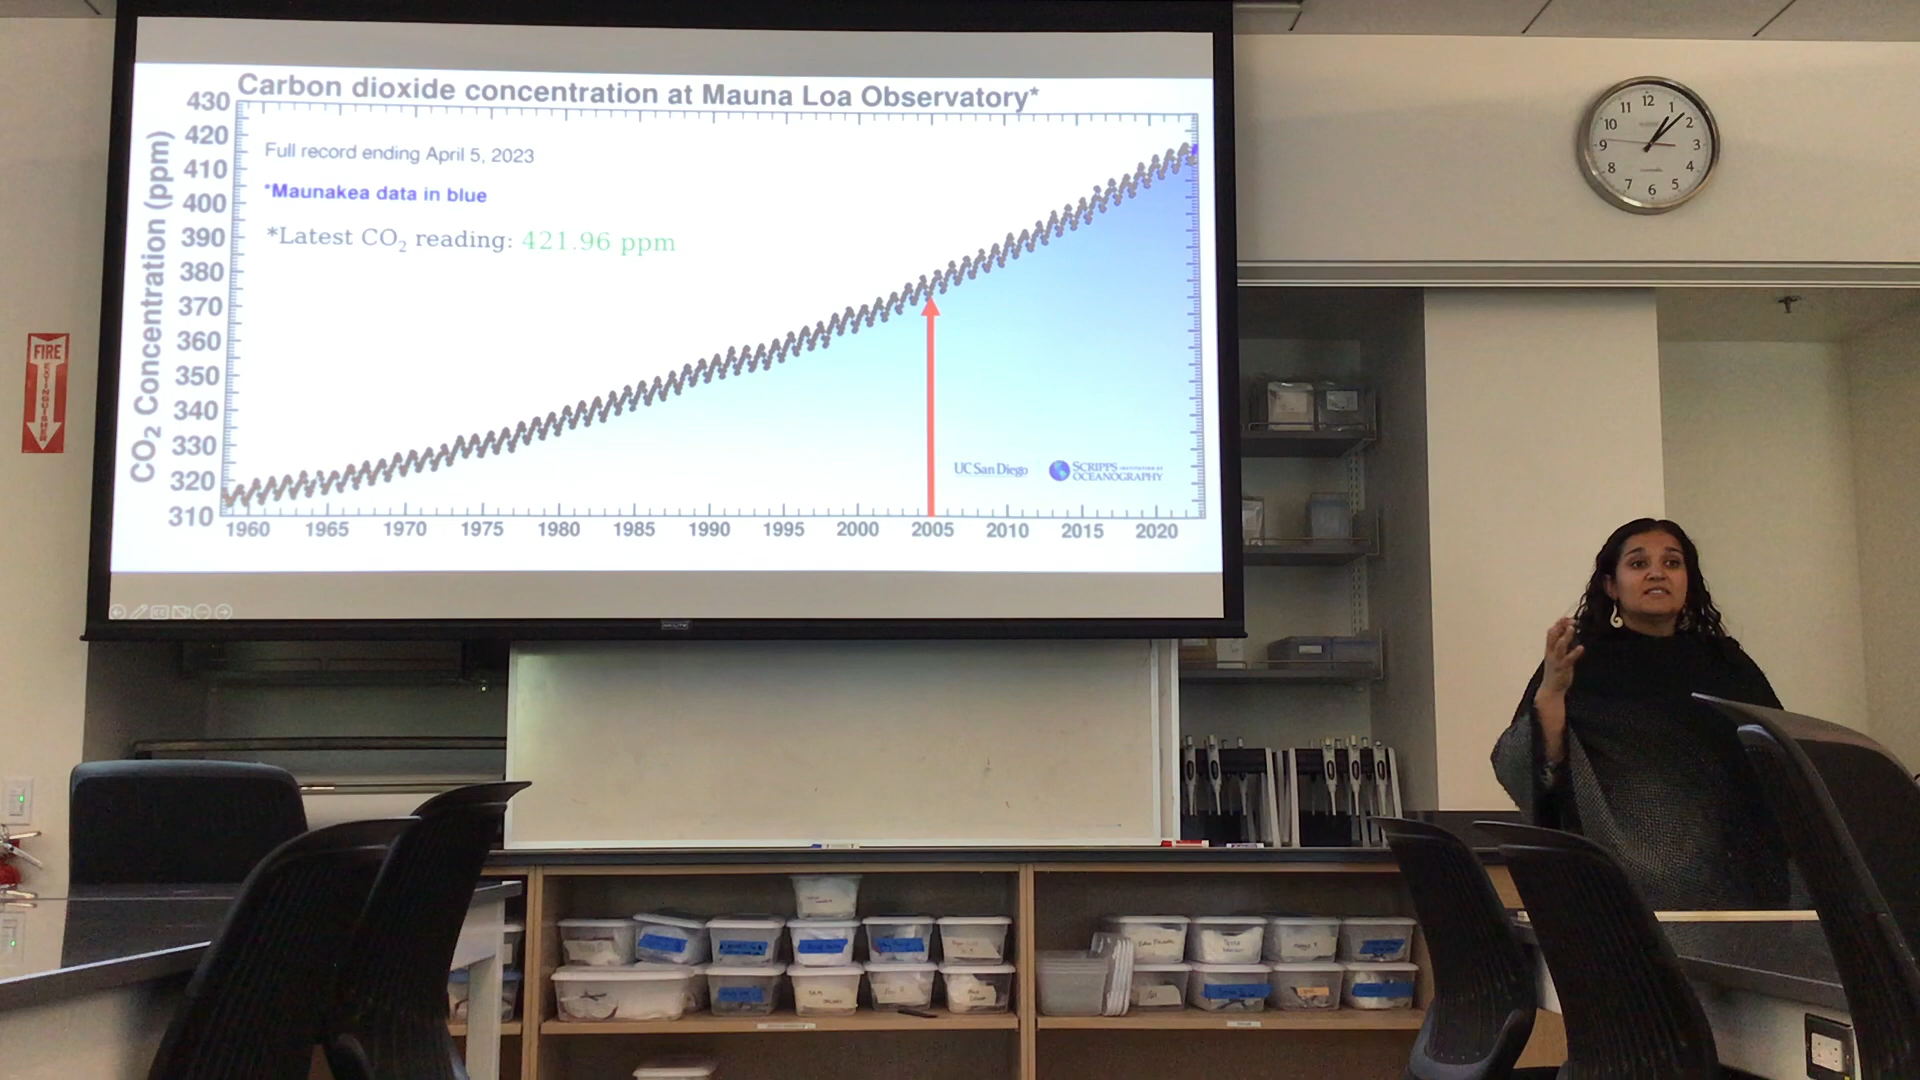 Carbon dioxide concentration at Mauna Loa Observatory*
430
420
410
400
390
380
370
360
350
340
330
320
310
CO₂ Concentration (ppm)
Full record ending April 5, 2023
*Maunakea data in blue
*Latest CO₂ reading: 421.96 ppm
UC San Diego
SCRIPPS INSTITUTION OF
OCEANOGRAPHY
1960 1965 1970 1975 1980 1985 1990 1995 2000 2005 2010 2015 2020
12
1
2
3
4
5
6
7
8
9
10
11
FIRE
EXTINGUISHER